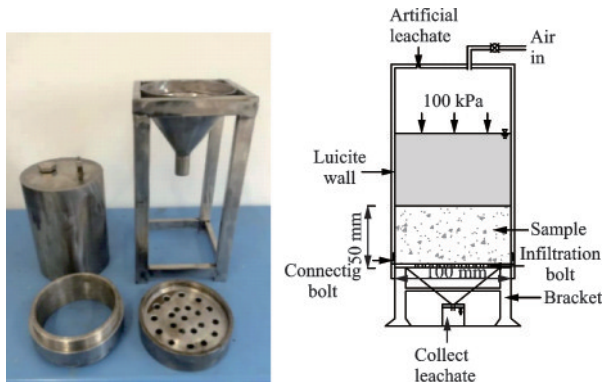 Artificial
leachate
Air
in
100 kPa
Luicite
wall
50 mm
Sample
Connectig
bolt
Infiltration
bolt
100 mm
Bracket
Collect
leachate